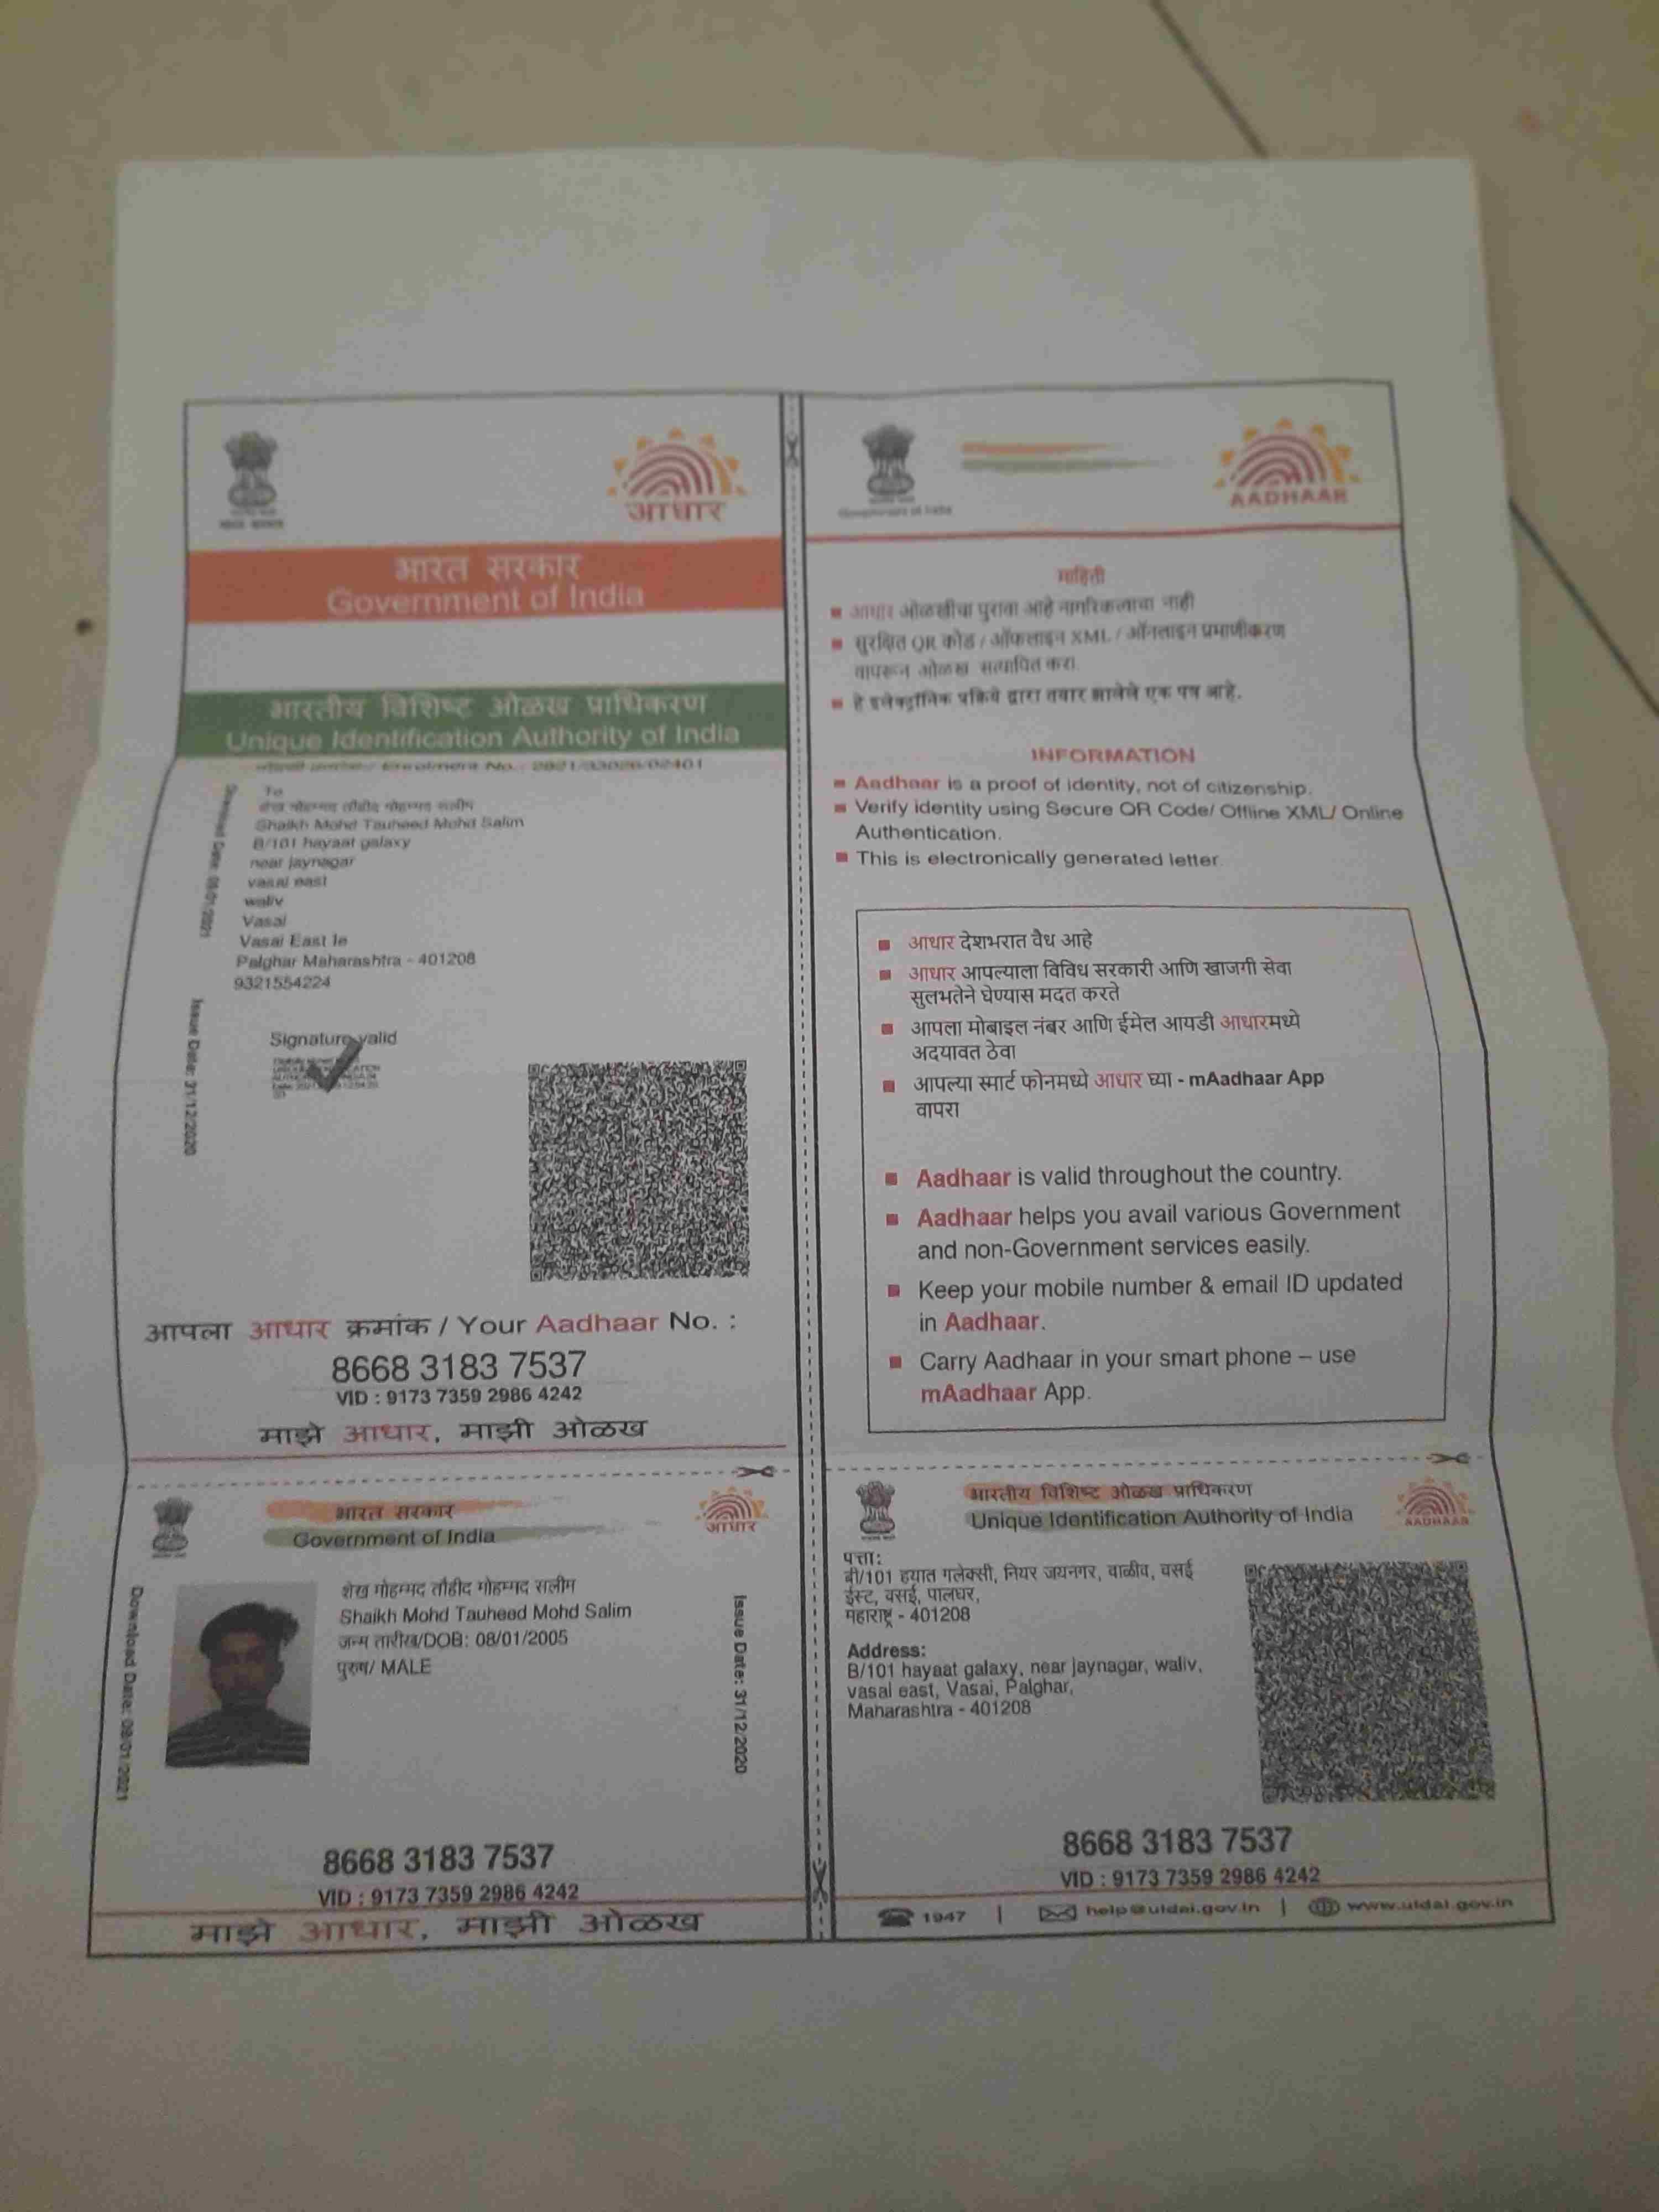 आधार
भारत सरकार
Government of India
भारतीय विशिष्ट ओळख प्राधिकरण
Unique Identification Authority of India
Enrolment No.:
To
शेख मोहम्मद तौहीद मोहम्मद सलीम
Shaikh Mohd Tauheed Mohd Salim
B/101 hayaat galaxy
near jaynagar
vasai east
waliv
Vasai
Vasai East Ie
Palghar Maharashtra - 401208
9321554224
Download Date: 08/01/2021
Issue Date: 31/12/2020
Signature valid
आपला आधार क्रमांक / Your Aadhaar No. :
8668 3183 7537
VID : 9173 7359 2986 4242
माझे आधार, माझी ओळख
Government of India
AADHAAR
माहिती
आधार ओळखीचा पुरावा आहे नागरिकत्वाचा नाही
सुरक्षित QR कोड / ऑफलाइन XML / ऑनलाइन प्रमाणीकरण
वापरून ओळख सत्यापित करा.
हे इलेक्ट्रॉनिक प्रक्रिये द्वारा तयार झालेले एक पत्र आहे.
INFORMATION
Aadhaar is a proof of identity, not of citizenship.
Verify identity using Secure QR Code/ Offline XML/ Online
Authentication.
This is electronically generated letter.
आधार देशभरात वैध आहे
आधार आपल्याला विविध सरकारी आणि खाजगी सेवा
सुलभतेने घेण्यास मदत करते
आपला मोबाइल नंबर आणि ईमेल आयडी आधारमध्ये
अदयावत ठेवा
आपल्या स्मार्ट फोनमध्ये आधार घ्या - mAadhaar App
वापरा
Aadhaar is valid throughout the country.
Aadhaar helps you avail various Government
and non-Government services easily.
Keep your mobile number & email ID updated
in Aadhaar.
Carry Aadhaar in your smart phone – use
mAadhaar App.
भारत सरकार
Government of India
आधार
शेख मोहम्मद तौहीद मोहम्मद सलीम
Shaikh Mohd Tauheed Mohd Salim
जन्म तारीख/DOB: 08/01/2005
पुरुष/ MALE
Download Date: 08/01/2021
Issue Date: 31/12/2020
8668 3183 7537
VID : 9173 7359 2986 4242
माझे आधार, माझी ओळख
भारतीय विशिष्ट ओळख प्राधिकरण
Unique Identification Authority of India
AADHAAR
पत्ता:
बी/101 हयात गलेक्सी, नियर जयनगर, वाळीव, वसई
ईस्ट, वसई, पालघर,
महाराष्ट्र - 401208
Address:
B/101 hayaat galaxy, near jaynagar, waliv,
vasai east, Vasai, Palghar,
Maharashtra - 401208
8668 3183 7537
VID : 9173 7359 2986 4242
1947 | help@uidai.gov.in | www.uidai.gov.in